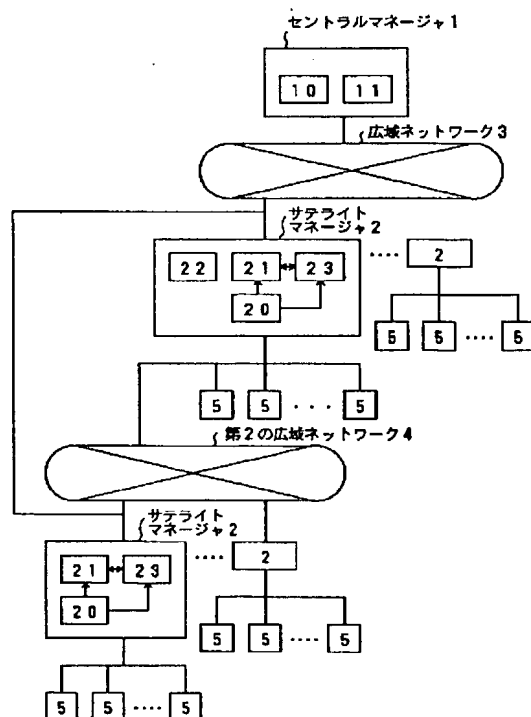 セントラルマネージャ1
10 11
広域ネットワーク3
サテライト
マネージャ2
22 21 23
20
‥‥ 2
5 5 ‥‥ 5
5 5 ‥‥ 5
第2の広域ネットワーク4
サテライト
マネージャ2
21 23
20
‥‥ 2
5 5 ‥‥ 5
5 5 ‥‥ 5